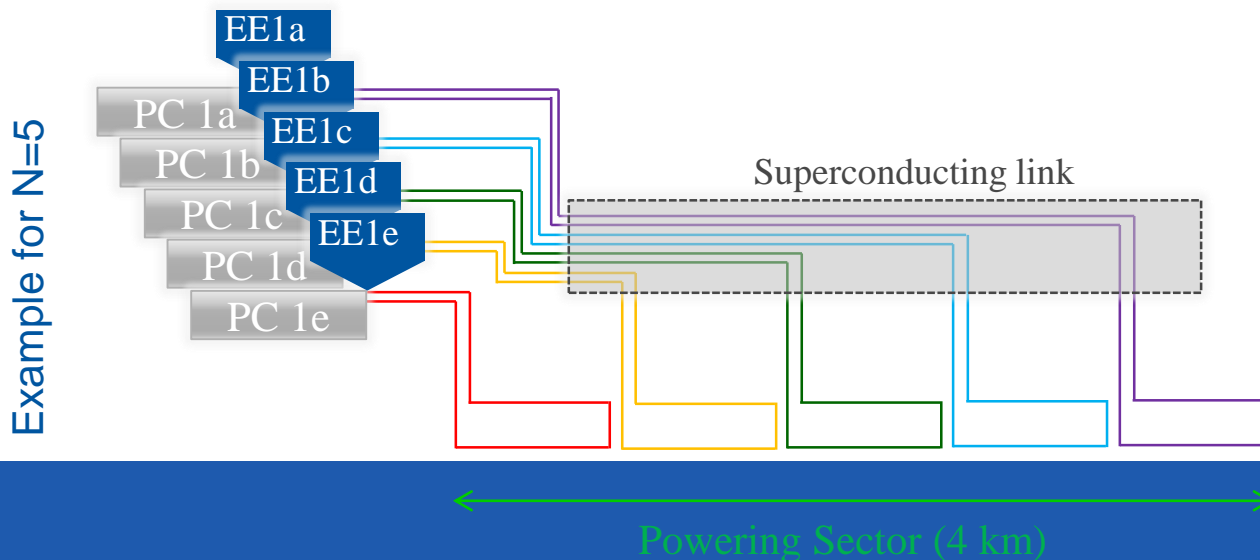 Example for N=5
EE1a
EE1b
PC 1a
EE1c
PC 1b
EE1d
PC 1c
EE1e
PC 1d
PC 1e
Superconducting link
Powering Sector (4 km)